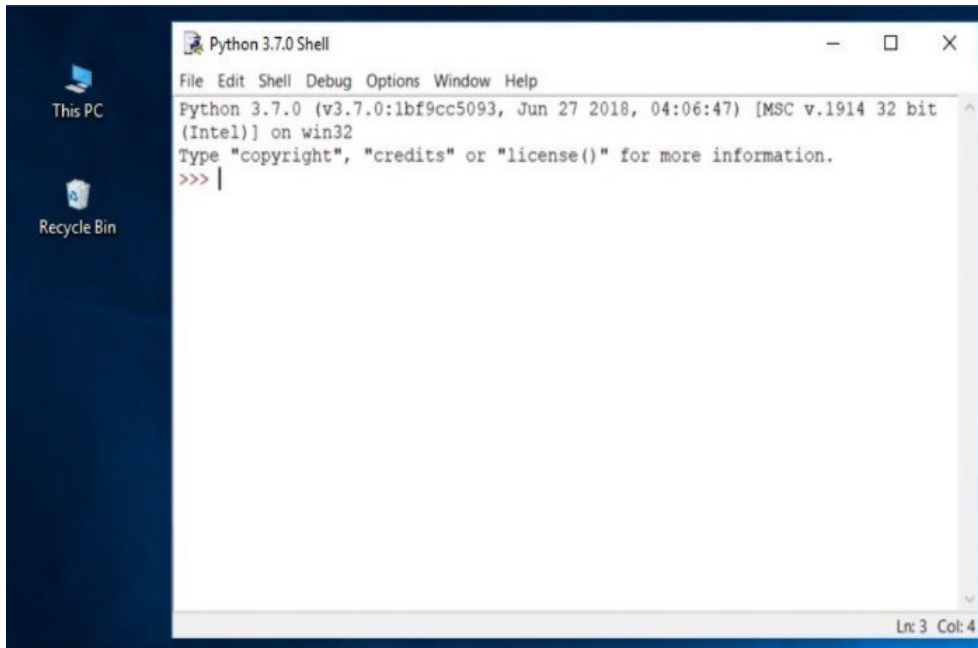 This PC
Recycle Bin
Python 3.7.0 Shell
File Edit Shell Debug Options Window Help
Python 3.7.0 (v3.7.0:1bf9cc5093, Jun 27 2018, 04:06:47) [MSC v.1914 32 bit
(Intel)] on win32
Type "copyright", "credits" or "license()" for more information.
>>>
Ln: 3 Col: 4